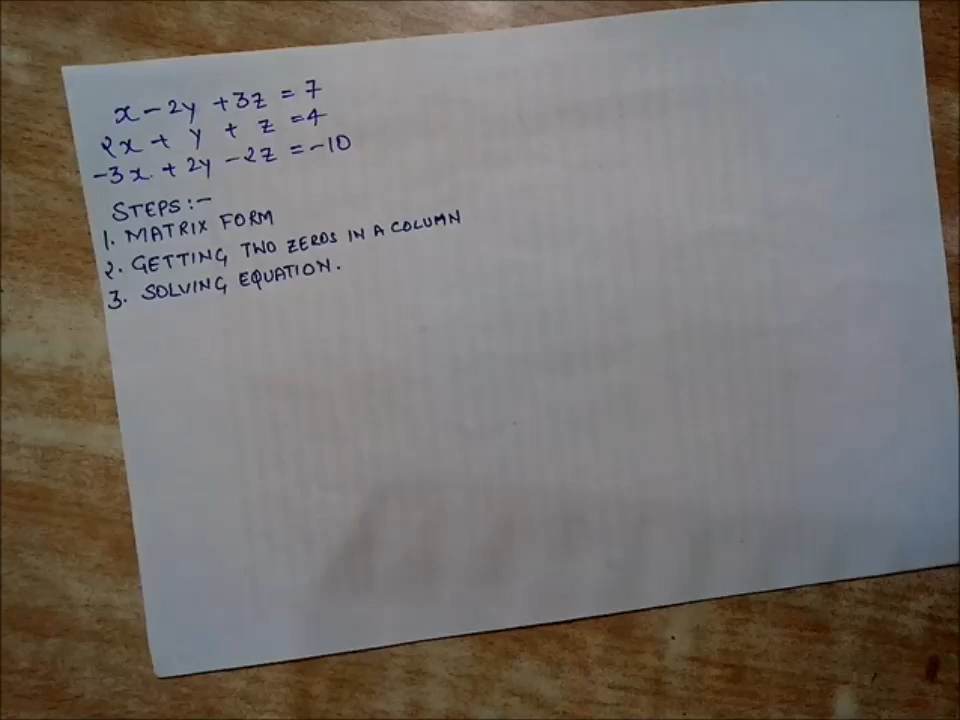 x - 2y + 3z = 7
2x + y + z = 4
-3x. + 2y - 2z = -10
STEPS :-
1. MATRIX FORM
2. GETTING TWO ZEROS IN A COLUMN
3. SOLVING EQUATION.